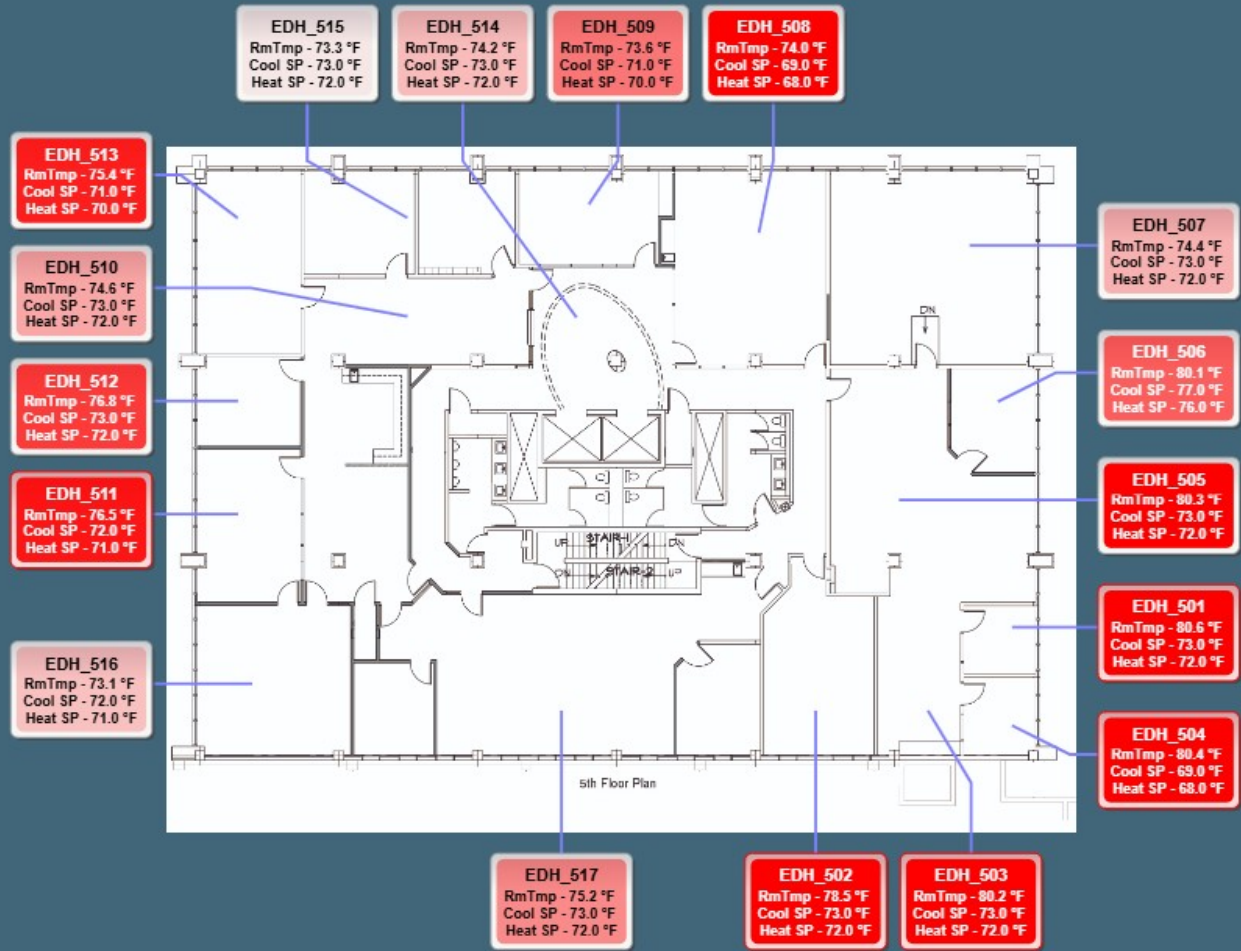 EDH_515
RmTmp - 73.3 °F
Cool SP - 73.0 °F
Heat SP - 72.0 °F
EDH_514
RmTmp - 74.2 °F
Cool SP - 73.0 °F
Heat SP - 72.0 °F
EDH_509
RmTmp - 73.6 °F
Cool SP - 71.0 °F
Heat SP - 70.0 °F
EDH_508
RmTmp - 74.0 °F
Cool SP - 69.0 °F
Heat SP - 68.0 °F
EDH_513
RmTmp - 75.4 °F
Cool SP - 71.0 °F
Heat SP - 70.0 °F
EDH_507
RmTmp - 74.4 °F
Cool SP - 73.0 °F
Heat SP - 72.0 °F
EDH_510
RmTmp - 74.6 °F
Cool SP - 73.0 °F
Heat SP - 72.0 °F
DN
EDH_506
RmTmp - 80.1 °F
Cool SP - 77.0 °F
Heat SP - 76.0 °F
EDH_512
RmTmp - 76.8 °F
Cool SP - 73.0 °F
Heat SP - 72.0 °F
EDH_511
RmTmp - 76.5 °F
Cool SP - 72.0 °F
Heat SP - 71.0 °F
EDH_505
RmTmp - 80.3 °F
Cool SP - 73.0 °F
Heat SP - 72.0 °F
UP STAIR-1 DN
DN STAIR-2 UP
EDH_501
RmTmp - 80.6 °F
Cool SP - 73.0 °F
Heat SP - 72.0 °F
EDH_516
RmTmp - 73.1 °F
Cool SP - 72.0 °F
Heat SP - 71.0 °F
EDH_504
RmTmp - 80.4 °F
Cool SP - 69.0 °F
Heat SP - 68.0 °F
5th Floor Plan
EDH_517
RmTmp - 75.2 °F
Cool SP - 73.0 °F
Heat SP - 72.0 °F
EDH_502
RmTmp - 78.5 °F
Cool SP - 73.0 °F
Heat SP - 72.0 °F
EDH_503
RmTmp - 80.2 °F
Cool SP - 73.0 °F
Heat SP - 72.0 °F